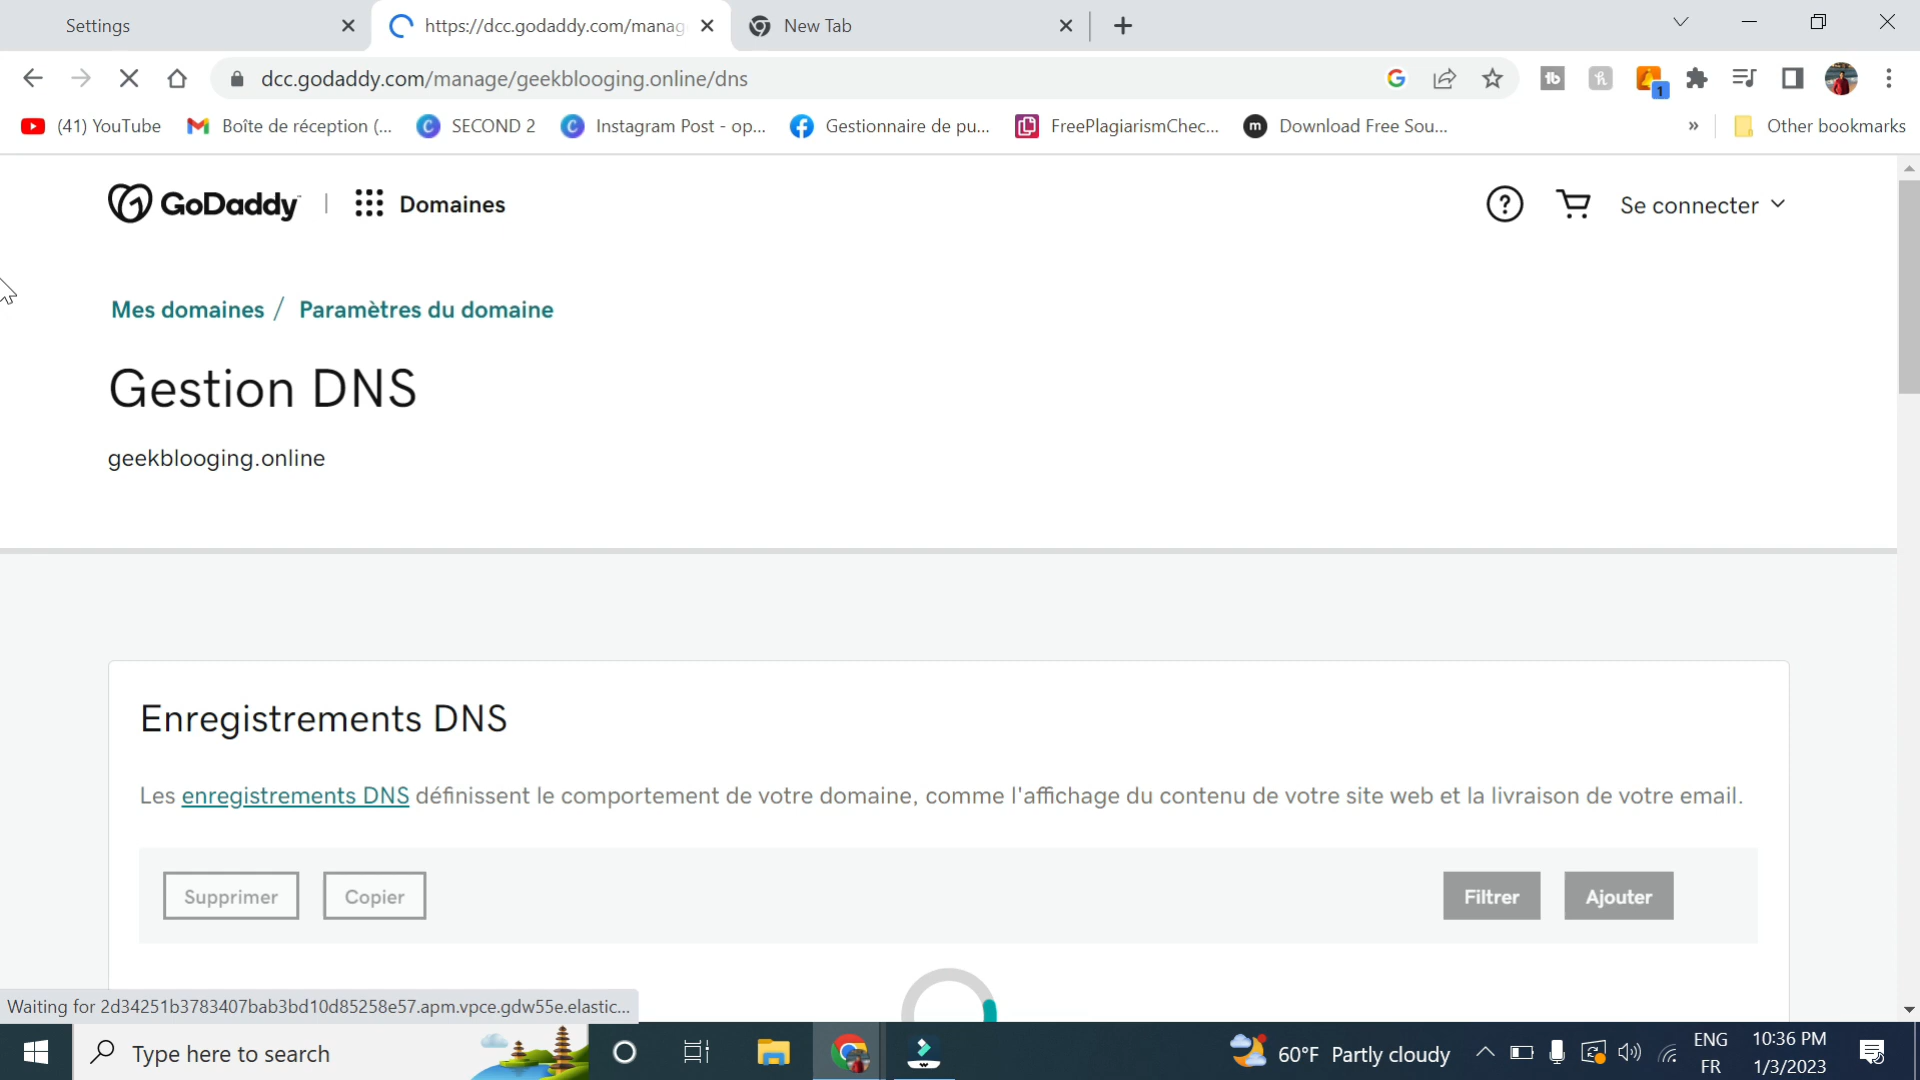 Settings
https://dcc.godaddy.com/manag
New Tab
dcc.godaddy.com/manage/geekblooging.online/dns
1
(41) YouTube
Boîte de réception (...
SECOND 2
Instagram Post - op...
Gestionnaire de pu...
FreePlagiarismChec...
Download Free Sou...
»
Other bookmarks
GoDaddy
Domaines
Se connecter
Mes domaines / Paramètres du domaine
Gestion DNS
geekblooging.online
Enregistrements DNS
Les enregistrements DNS définissent le comportement de votre domaine, comme l'affichage du contenu de votre site web et la livraison de votre email.
Supprimer
Copier
Filtrer
Ajouter
Waiting for 2d34251b3783407bab3bd10d85258e57.apm.vpce.gdw55e.elastic...
Type here to search
60°F Partly cloudy
ENG
FR
10:36 PM
1/3/2023